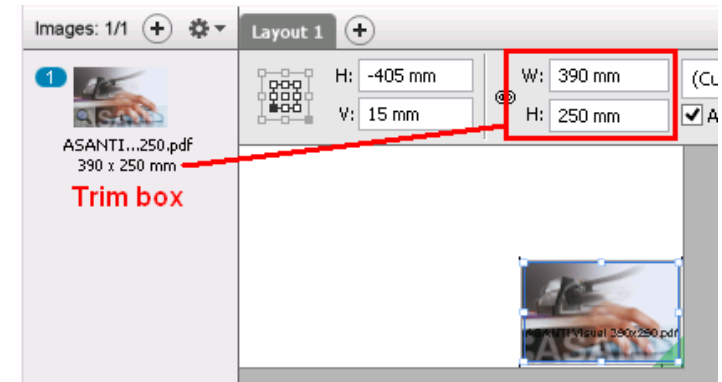 Images: 1/1
Layout 1
1
H: -405 mm
W: 390 mm
(Cu
V: 15 mm
H: 250 mm
A
ASANTI...250.pdf
390 x 250 mm
Trim box
ASANTI Visual 390x250.pdf
ASANTI